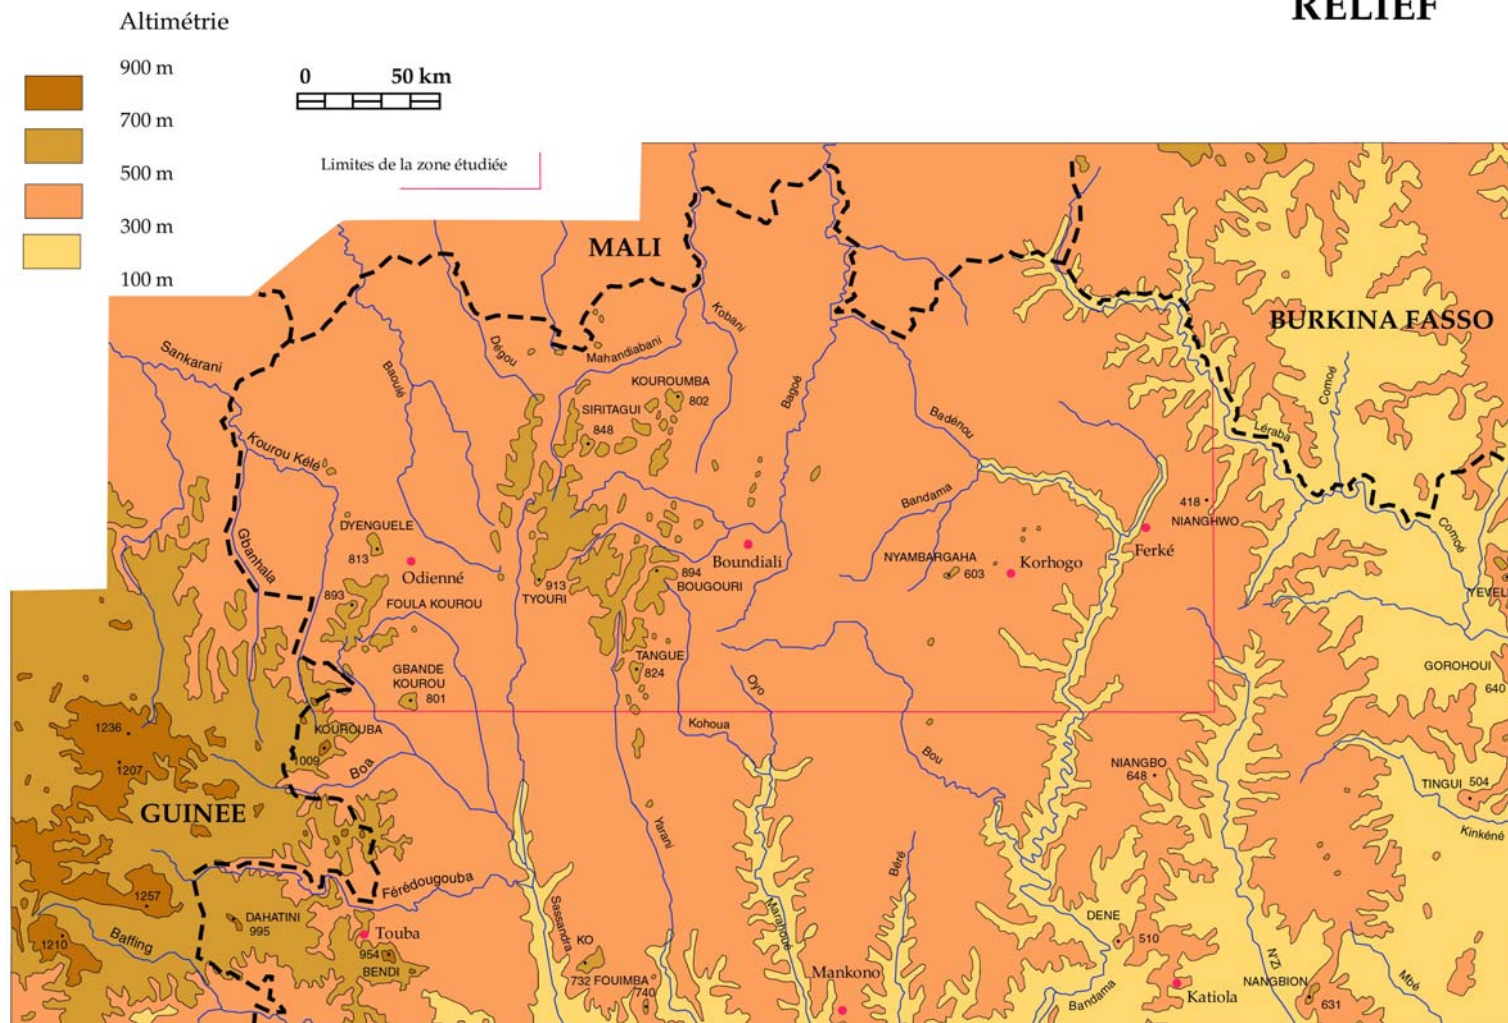 RELIEF
Altimétrie
900 m
700 m
500 m
300 m
100 m
0 50 km
Limites de la zone étudiée
MALI
BURKINA FASSO
GUINEE
Sankarani
Kourou Kélé
Gbanhala
Baoulé
Dégou
Mahandiabani
Kobani
Bagoé
KOUROUMBA
802
SIRITAGUI
848
Badénou
Bandama
Léraba
Comoé
Comoé
418
NIANGHWO
Ferké
DYENGUELE
813
Odienné
893
FOULA KOUROU
913
TYOURI
894
BOUGOURI
Boundiali
NYAMBARGAHA
603
Korhogo
YEVEL
GBANDE
KOUROU
801
TANGUE
824
Oyo
Kohoua
Bou
GOROHOUI
640
1236
1207
KOUROUBA
1009
Boa
NIANGBO
648
TINGUI 504
Kinkéné
Yarani
Béré
1257
1210
Baffing
DAHATINI
995
Férédougouba
Touba
954
BENDI
Sassandra
KO
732 FOUIMBA
740
Marahoué
Mankono
DENE
510
Bandama
Katiola
N'Zi
NANGBION
631
Mbé